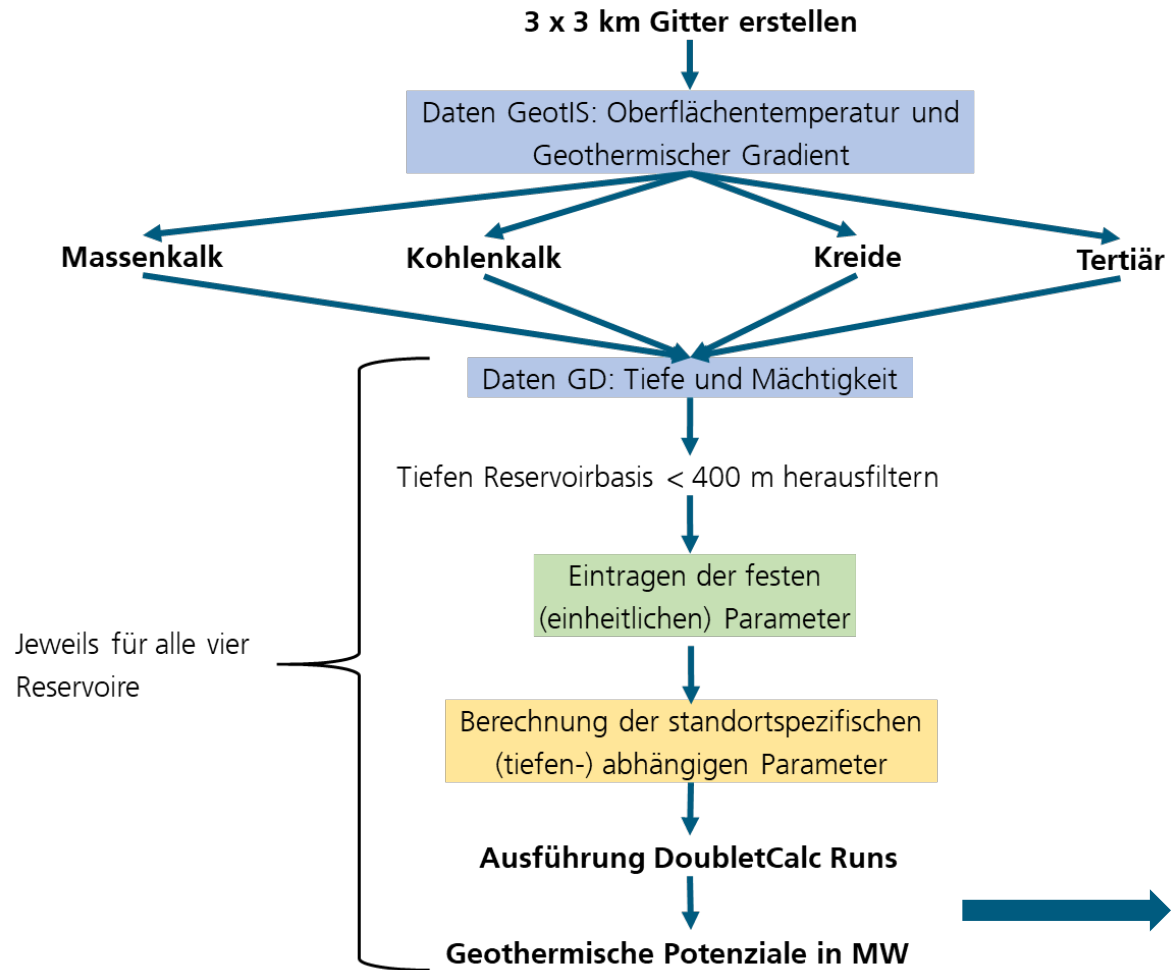 3 x 3 km Gitter erstellen
Daten GeotIS: Oberflächentemperatur und
Geothermischer Gradient
Massenkalk
Kohlenkalk
Kreide
Tertiär
Daten GD: Tiefe und Mächtigkeit
Tiefen Reservoirbasis < 400 m herausfiltern
Eintragen der festen
(einheitlichen) Parameter
Jeweils für alle vier
Reservoire
Berechnung der standortspezifischen
(tiefen-) abhängigen Parameter
Ausführung DoubletCalc Runs
Geothermische Potenziale in MW